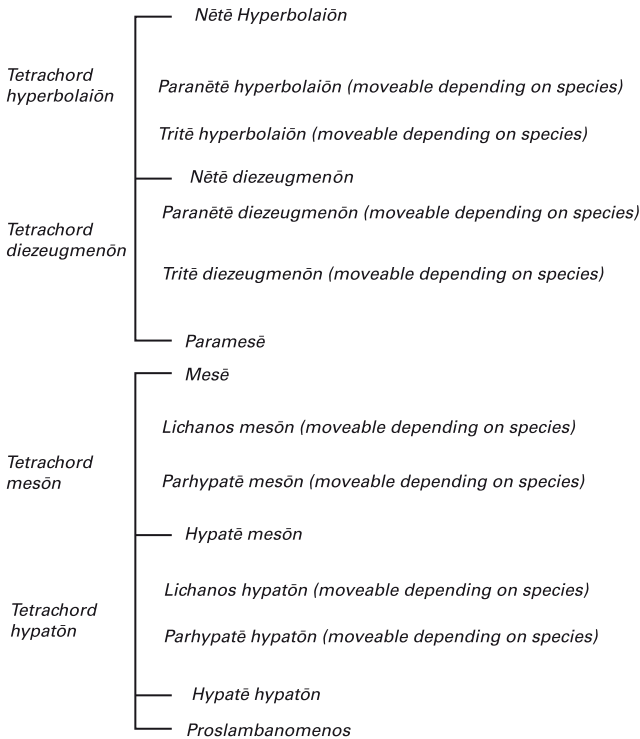 Nētē Hyperbolaiōn
Tetrachord
hyperbolaiōn
Paranētē hyperbolaiōn (moveable depending on species)
Tritē hyperbolaiōn (moveable depending on species)
Nētē diezeugmenōn
Paranētē diezeugmenōn (moveable depending on species)
Tetrachord
diezeugmenōn
Tritē diezeugmenōn (moveable depending on species)
Paramesē
Mesē
Lichanos mesōn (moveable depending on species)
Tetrachord
mesōn
Parhypatē mesōn (moveable depending on species)
Hypatē mesōn
Lichanos hypatōn (moveable depending on species)
Tetrachord
hypatōn
Parhypatē hypatōn (moveable depending on species)
Hypatē hypatōn
Proslambanomenos